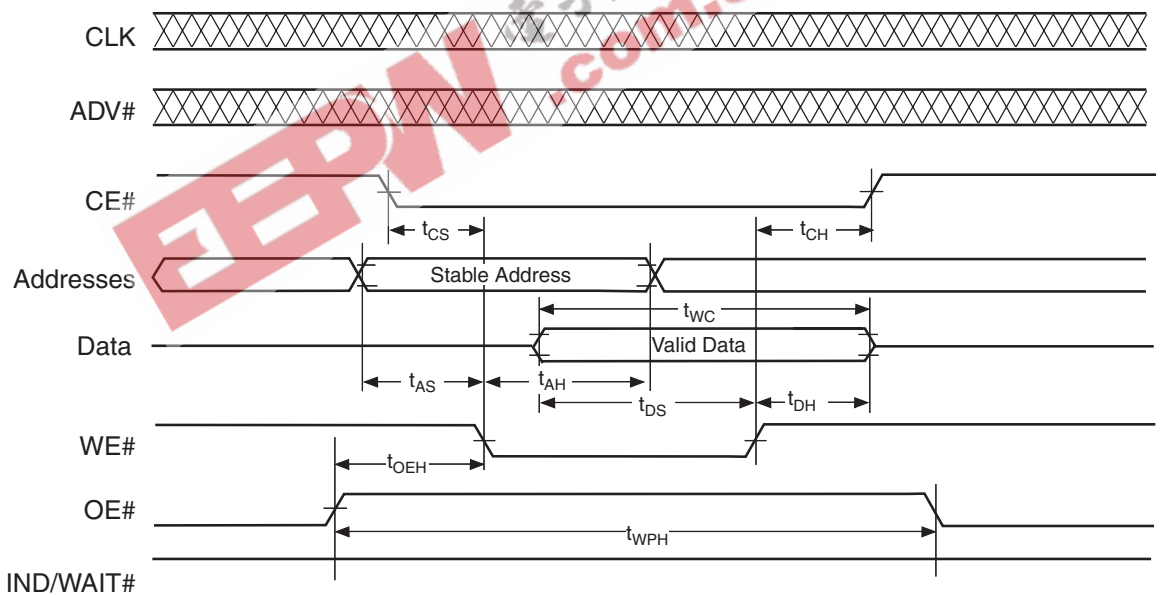 CLK
ADV#
CE#
tCS
tCH
Addresses
Stable Address
tWC
Data
Valid Data
tAS
tAH
tDS
tDH
WE#
tOEH
OE#
tWPH
IND/WAIT#
EEPW
.com.